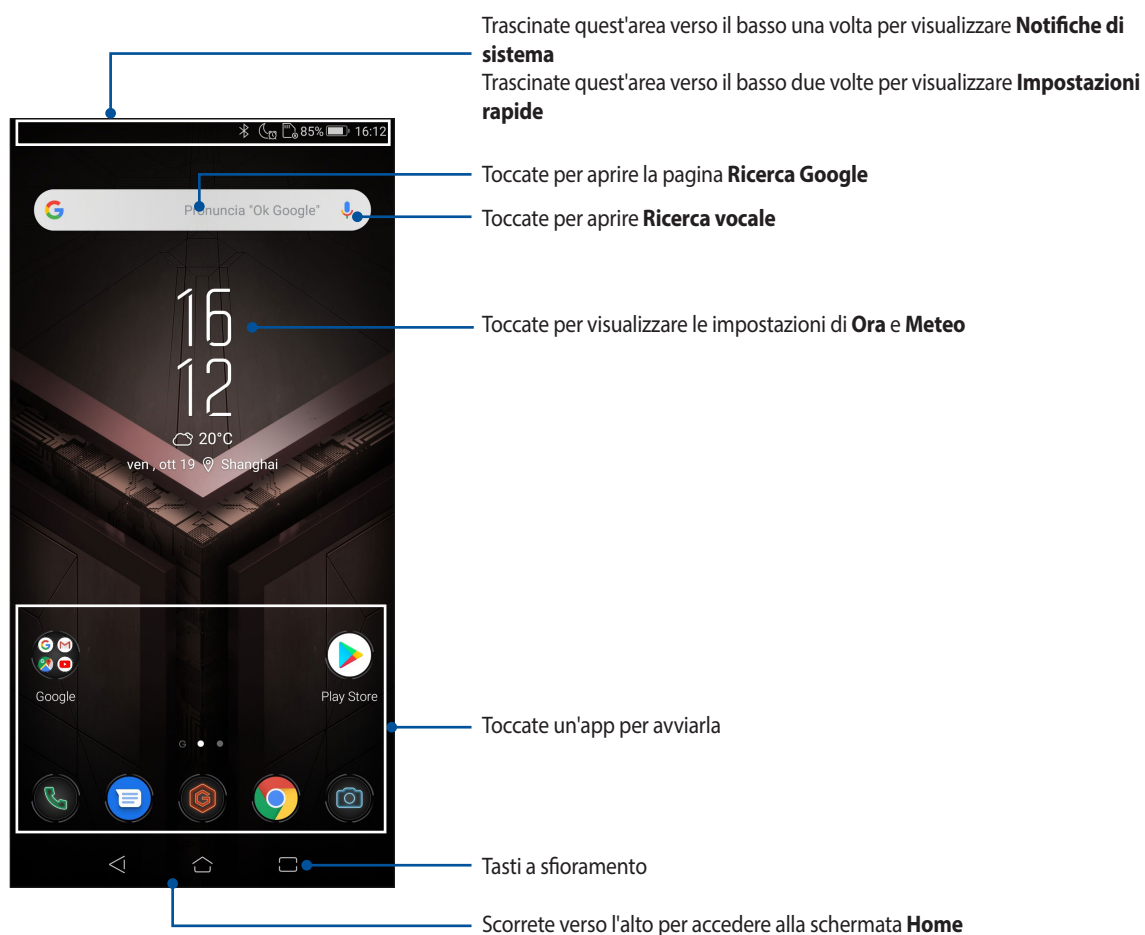 Trascinate quest'area verso il basso una volta per visualizzare Notifiche di
sistema
Trascinate quest'area verso il basso due volte per visualizzare Impostazioni
rapide
85% 16:12
Toccate per aprire la pagina Ricerca Google
Pronuncia "Ok Google"
Toccate per aprire Ricerca vocale
16
12
Toccate per visualizzare le impostazioni di Ora e Meteo
20°C
ven , ott 19 Shanghai
Google
Play Store
Toccate un'app per avviarla
Tasti a sfioramento
Scorrete verso l'alto per accedere alla schermata Home